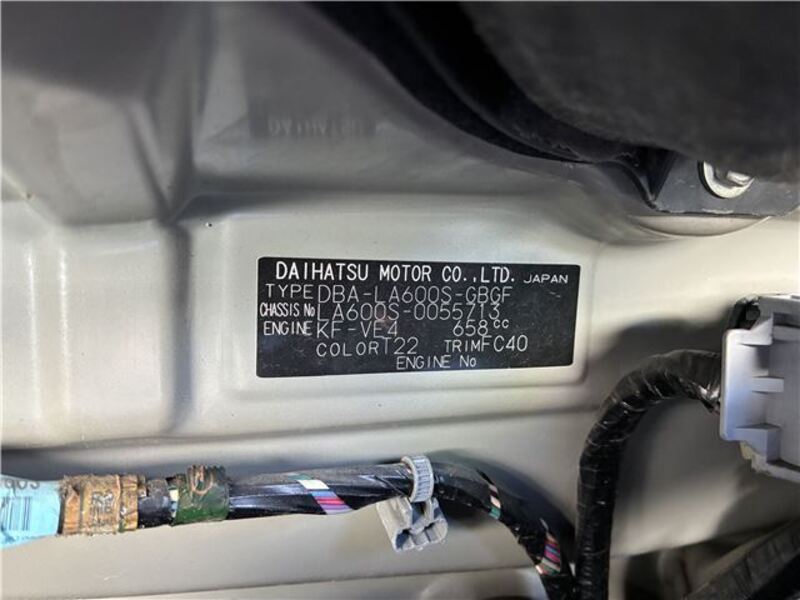 DAIHATSU MOTOR CO.,LTD. JAPAN
TYPE DBA-LA600S-GBGF
CHASSIS No LA600S-0055713
ENGINE KF-VE4 658cc
COLOR T22 TRIM FC40
ENGINE No